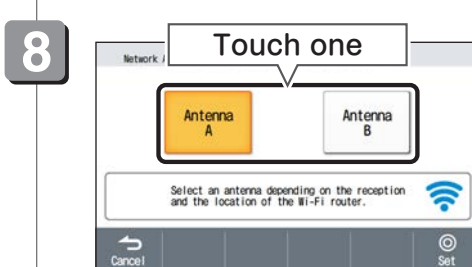 8
Touch one
Network
Antenna
A
Antenna
B
Select an antenna depending on the reception
and the location of the Wi-Fi router.
Cancel
Set